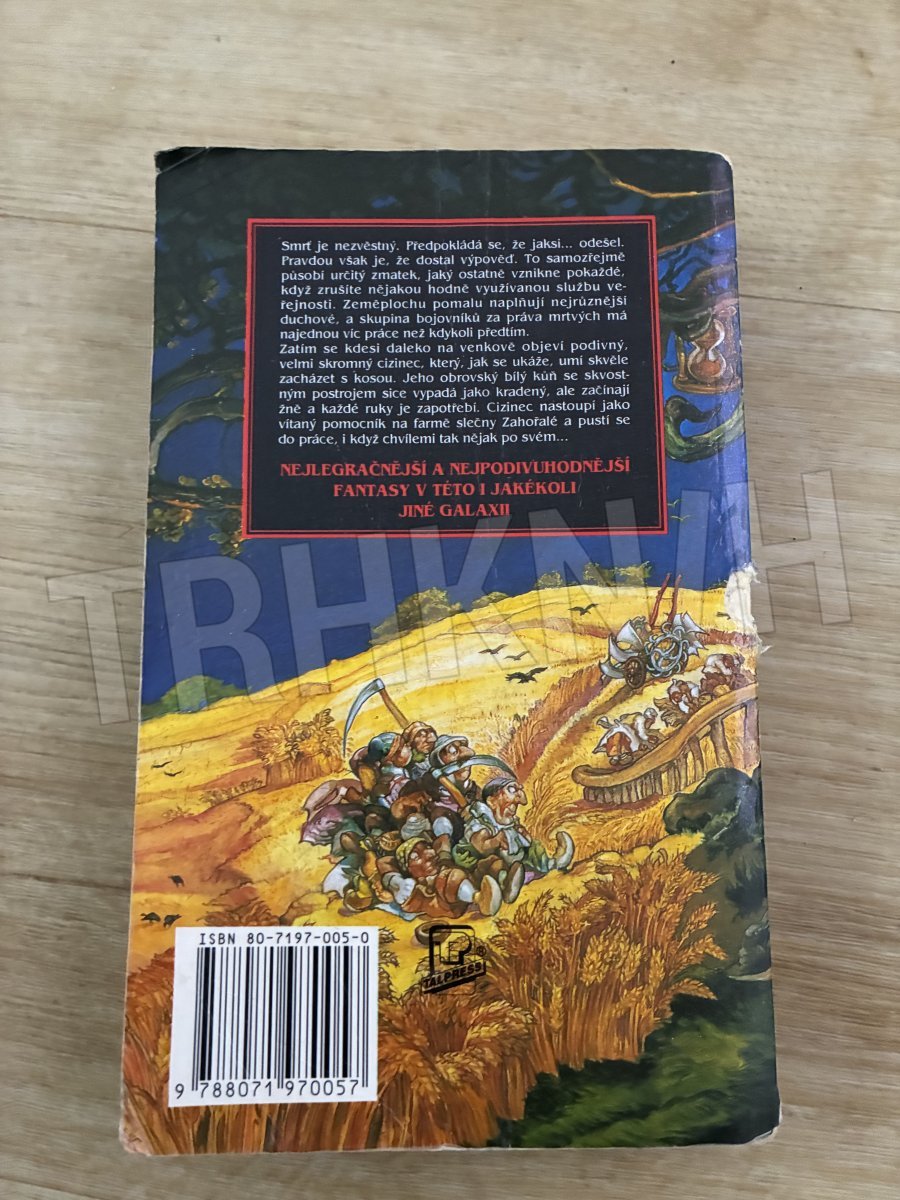 Smrť je nezvěstný. Předpokládá se, že jaksi... odešel.
Pravdou však je, že dostal výpověď. To samozřejmě
působí určitý zmatek, jaký ostatně vznikne pokaždé,
když zrušíte nějakou hodně využívanou službu ve-
řejnosti. Zeměplochu pomalu naplňují nejrůznější
duchové, a skupina bojovníků za práva mrtvých má
najednou víc práce než kdykoli předtím.
Zatím se kdesi daleko na venkově objeví podivný,
velmi skromný cizinec, který, jak se ukáže, umí skvěle
zacházet s kosou. Jeho obrovský bílý kůň se skvost-
ným postrojem sice vypadá jako kradený, ale začínají
žně a každé ruky je zapotřebí. Cizinec nastoupí jako
vítaný pomocník na farmě slečny Zahořalé a pustí se
do práce, i když chvílemi tak nějak po svém...
NEJLEGRAČNĚJŠÍ A NEJPODIVUHODNĚJŠÍ
FANTASY V TÉTO I JAKÉKOLI
JINÉ GALAXII
TRHKNIH
TP®
TALPRESS
ISBN 80-7197-005-0
9 788071 970057